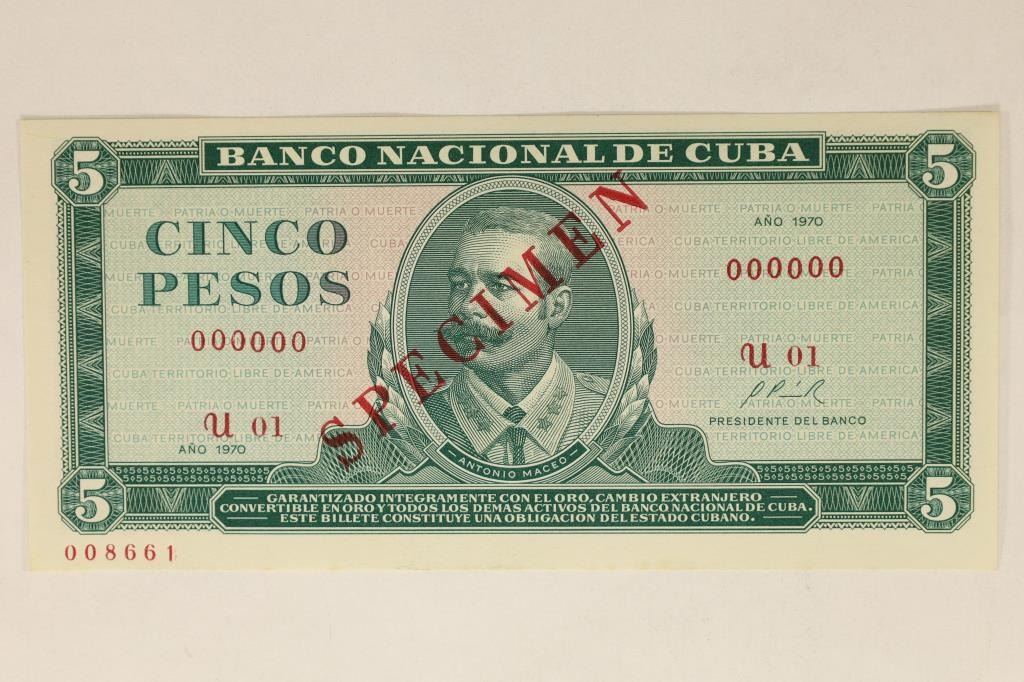 BANCO NACIONAL DE CUBA
5
5
MUERTE · PATRIA O MUERTE · PATRIA O MUERTE
CUBA TERRITORIO LIBRE DE AMERICA
AÑO 1970
CINCO
PESOS
000000
000000
SPECIMEN
U 01
U 01
AÑO 1970
PRESIDENTE DEL BANCO
ANTONIO MACEO
5
5
GARANTIZADO INTEGRAMENTE CON EL ORO, CAMBIO EXTRANJERO
CONVERTIBLE EN ORO Y TODOS LOS DEMAS ACTIVOS DEL BANCO NACIONAL DE CUBA.
ESTE BILLETE CONSTITUYE UNA OBLIGACION DEL ESTADO CUBANO.
008661